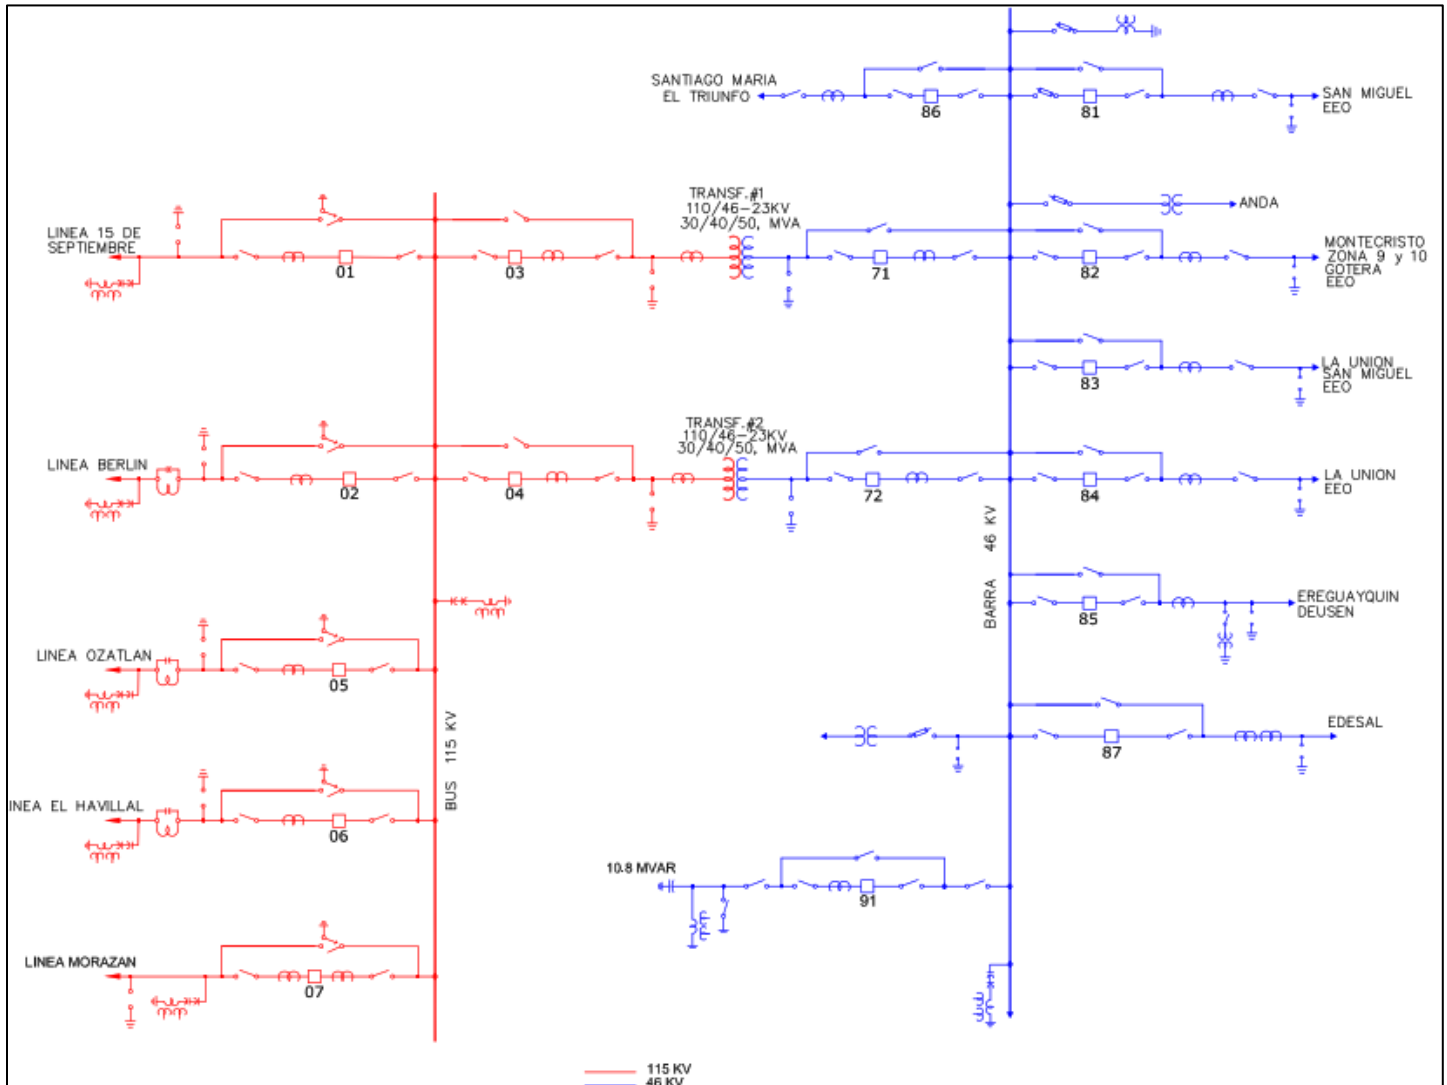 SANTIAGO MARIA
EL TRIUNFO
86
81
SAN MIGUEL
EEO
TRANSF.#1
110/46-23KV
30/40/50, MVA
ANDA
LINEA 15 DE
SEPTIEMBRE
01
03
71
82
MONTECRISTO
ZONA 9 y 10
GOTERA
EEO
83
LA UNION
SAN MIGUEL
EEO
TRANSF.#2
110/46-23KV
30/40/50, MVA
LINEA BERLIN
02
04
72
84
LA UNION
EEO
BARRA 46 KV
85
EREGUAYQUIN
DEUSEN
LINEA OZATLAN
05
BUS 115 KV
87
EDESAL
INEA EL HAVILLAL
06
10.8 MVAR
91
LINEA MORAZAN
07
115 KV
46 KV